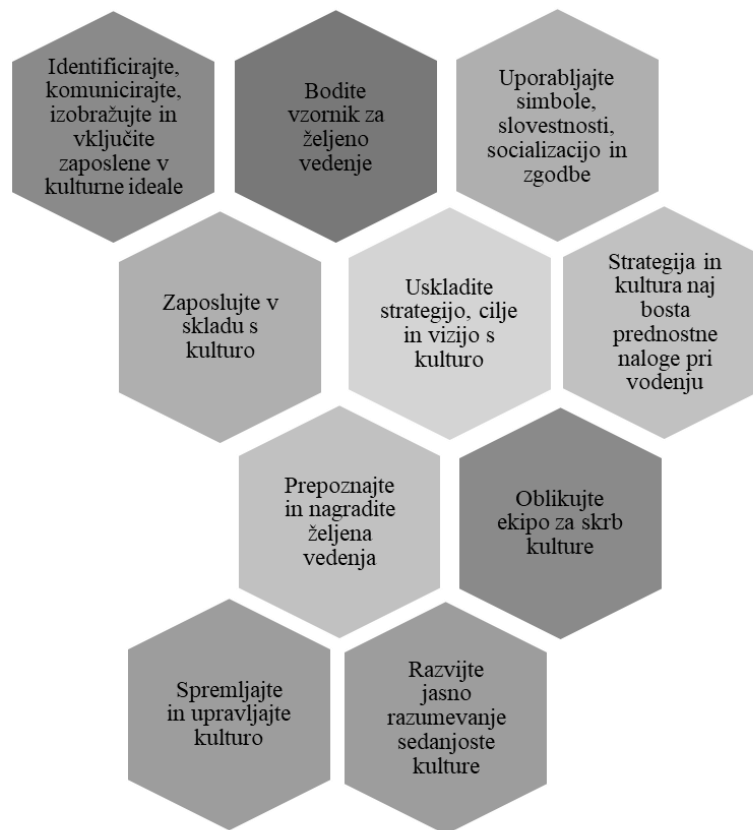 Identificirajte,
komunicirajte,
izobražujte in
vključite
zaposlene v
kulturne ideale
Bodite
vzornik za
željeno
vedenje
Uporabljajte
simbole,
slovestnosti,
socializacijo in
zgodbe
Zaposlujte v
skladu s
kulturo
Uskladite
strategijo, cilje
in vizijo s
kulturo
Strategija in
kultura naj
bosta
prednostne
naloge pri
vodenju
Prepoznajte
in nagradite
željena
vedenja
Oblikujte
ekipo za skrb
kulture
Spremljajte
in upravljajte
kulturo
Razvijte
jasno
razumevanje
sedanjoste
kulture